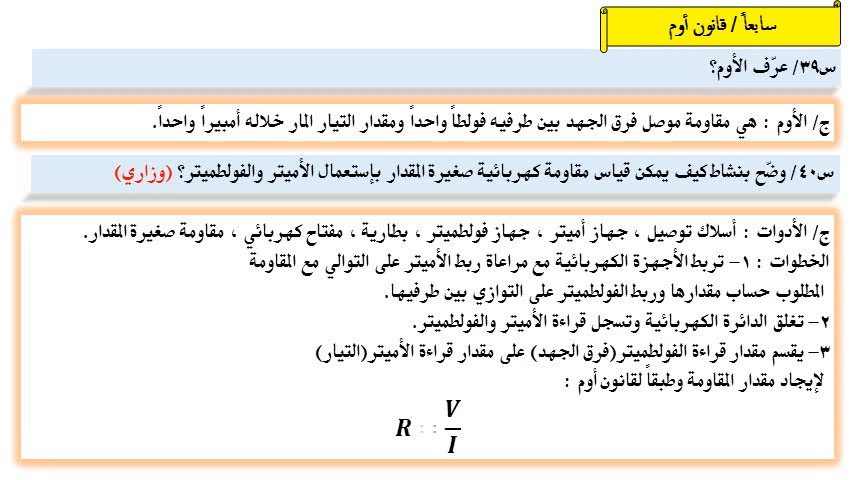 سابعاً / قانون أوم
س٣٩/ عرّف الأوم؟
ج/ الأوم : هي مقاومة موصل فرق الجهد بين طرفيه فولطاً واحداً ومقدار التيار المار خلاله أمبيراً واحداً.
س٤٠/ وضّح بنشاط كيف يمكن قياس مقاومة كهربائية صغيرة المقدار بإستعمال الأميتر والفولطميتر؟ (وزاري)
ج/ الأدوات : أسلاك توصيل ، جهاز أميتر ، جهاز فولطميتر ، بطارية ، مفتاح كهربائي ، مقاومة صغيرة المقدار.
الخطوات : ١- تربط الأجهزة الكهربائية مع مراعاة ربط الأميتر على التوالي مع المقاومة
المطلوب حساب مقدارها وربط الفولطميتر على التوازي بين طرفيها.
٢- تغلق الدائرة الكهربائية وتسجل قراءة الأميتر والفولطميتر.
٣- يقسم مقدار قراءة الفولطميتر(فرق الجهد) على مقدار قراءة الأميتر(التيار)
لإيجاد مقدار المقاومة وطبقاً لقانون أوم :
R :: V/I